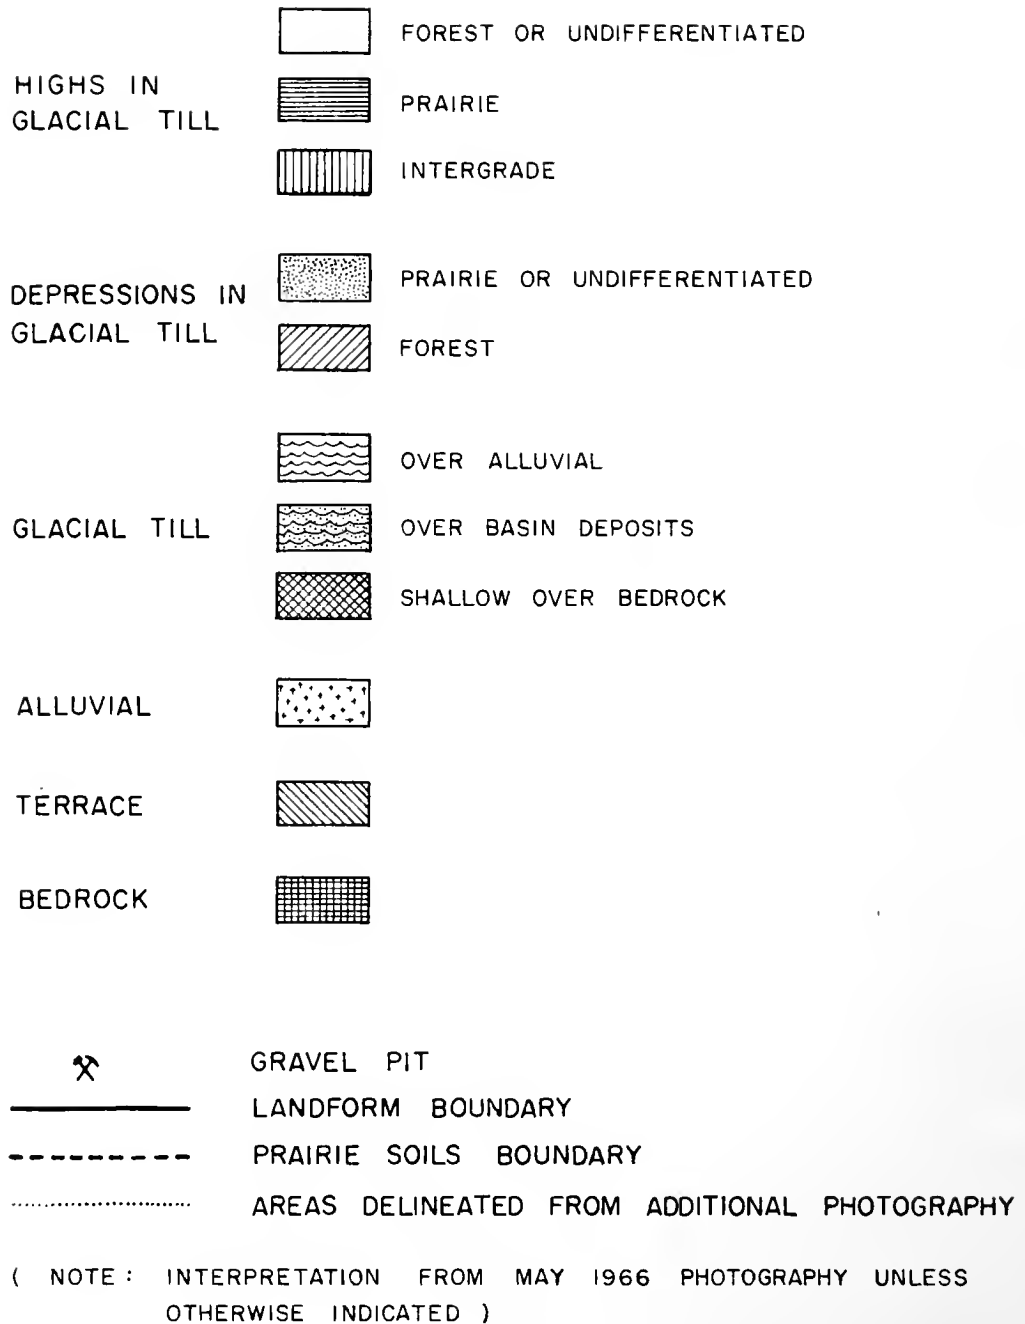 FOREST OR UNDIFFERENTIATED
HIGHS IN
GLACIAL TILL
PRAIRIE
INTERGRADE
DEPRESSIONS IN
GLACIAL TILL
PRAIRIE OR UNDIFFERENTIATED
FOREST
GLACIAL TILL
OVER ALLUVIAL
OVER BASIN DEPOSITS
SHALLOW OVER BEDROCK
ALLUVIAL
TERRACE
BEDROCK
GRAVEL PIT
LANDFORM BOUNDARY
PRAIRIE SOILS BOUNDARY
AREAS DELINEATED FROM ADDITIONAL PHOTOGRAPHY
( NOTE : INTERPRETATION FROM MAY 1966 PHOTOGRAPHY UNLESS
OTHERWISE INDICATED )